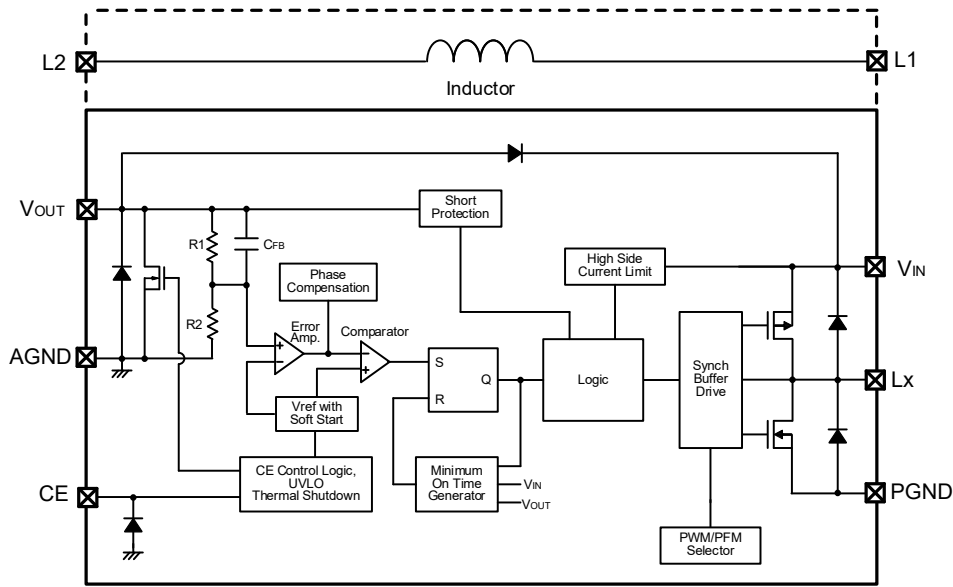 L2
L1
Inductor
VOUT
Short
Protection
R1
CFB
High Side
Current Limit
VIN
Phase
Compensation
R2
Error
Amp.
Comparator
AGND
S
Q
R
Logic
Synch
Buffer
Drive
Lx
Vref with
Soft Start
CE Control Logic,
UVLO
Thermal Shutdown
Minimum
On Time
Generator
VIN
VOUT
CE
PGND
PWM/PFM
Selector